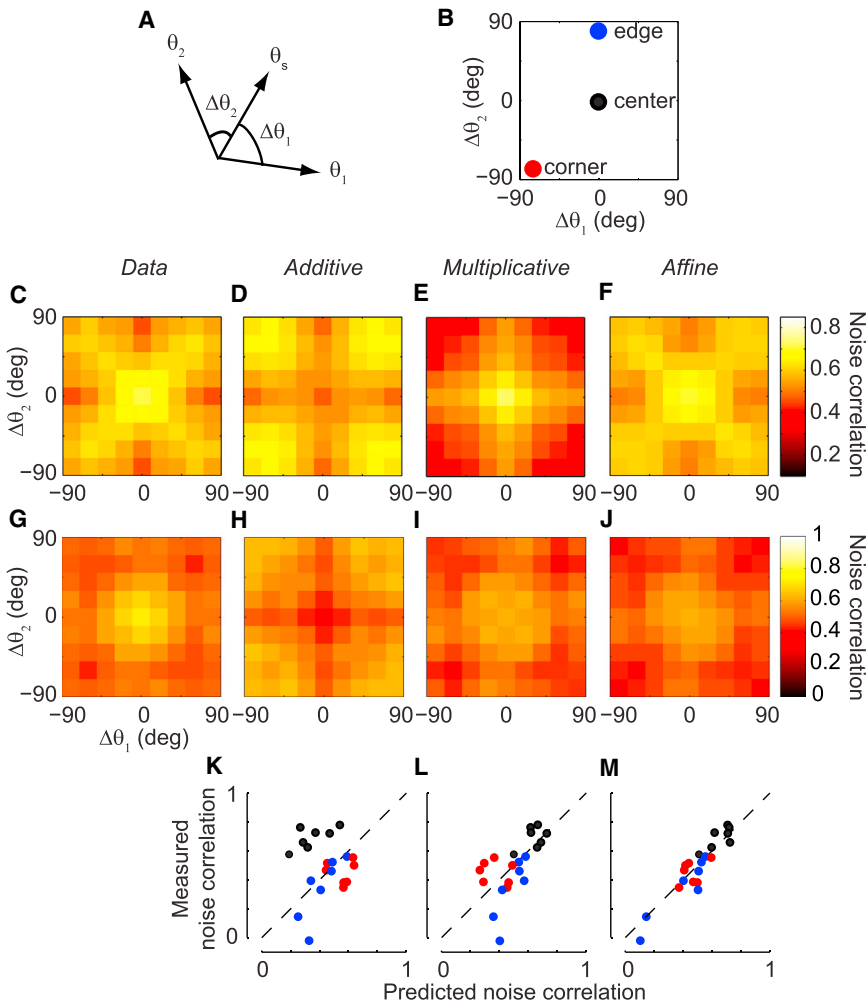 A
θ2
θs
Δθ2
Δθ1
θ1
B
90
0
−90
Δθ2 (deg)
edge
center
corner
−90 0 90
Δθ1 (deg)
Data Additive Multiplicative Affine
C D E F
90
0
−90
Δθ2 (deg)
−90 0 90
−90 0 90
−90 0 90
−90 0 90
0.8
0.6
0.4
0.2
Noise correlation
G H I J
90
0
−90
Δθ2 (deg)
−90 0 90
−90 0 90
−90 0 90
−90 0 90
Δθ1 (deg)
1
0.8
0.6
0.4
0.2
0
Noise correlation
K L M
1
0
Measured
noise correlation
0 1
0 1
0 1
Predicted noise correlation